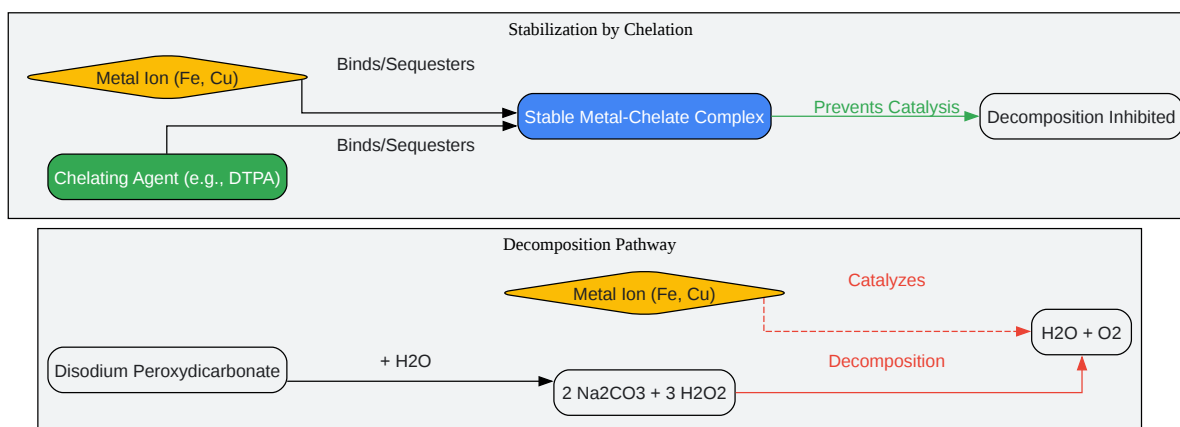 Stabilization by Chelation
Metal Ion (Fe, Cu)
Binds/Sequesters
Stable Metal-Chelate Complex
Prevents Catalysis
Decomposition Inhibited
Binds/Sequesters
Chelating Agent (e.g., DTPA)
Decomposition Pathway
Metal Ion (Fe, Cu)
Catalyzes
H2O + O2
Disodium Peroxydicarbonate
+ H2O
Decomposition
2 Na2CO3 + 3 H2O2